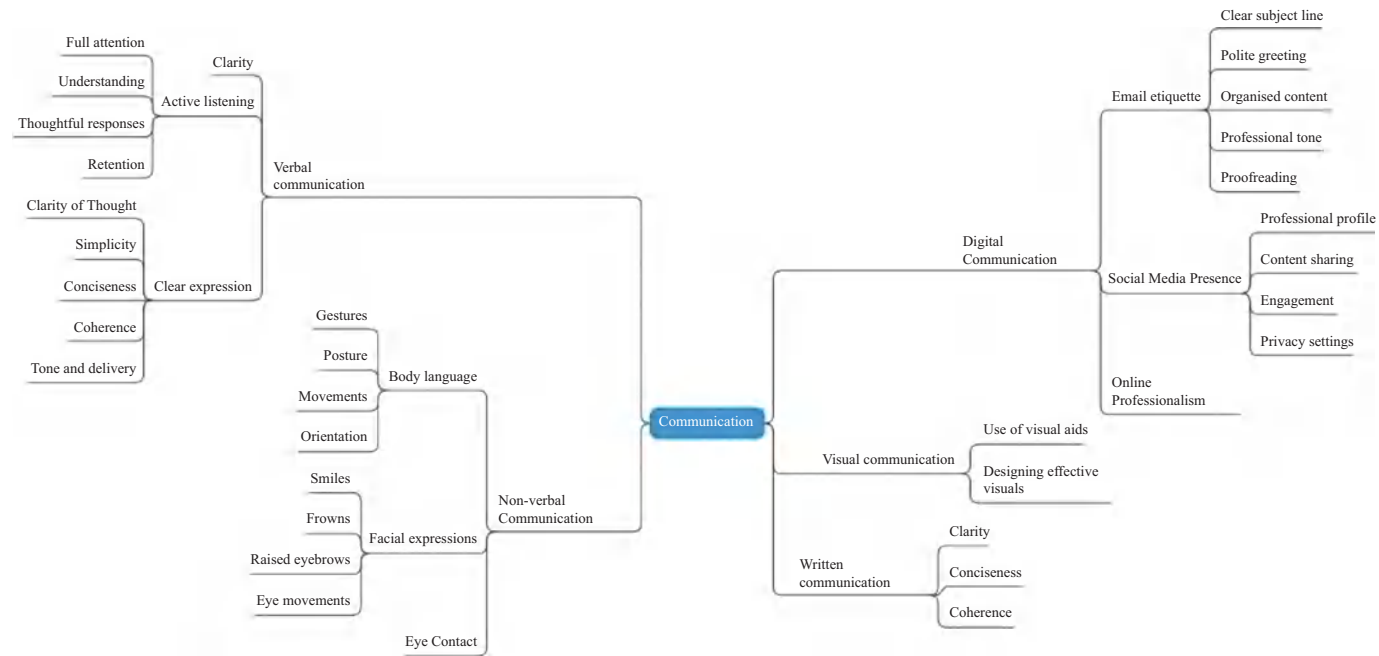 Full attention
Understanding
Thoughtful responses
Retention
Clarity
Active listening
Verbal
communication
Clarity of Thought
Simplicity
Conciseness
Coherence
Tone and delivery
Clear expression
Gestures
Posture
Movements
Orientation
Body language
Smiles
Frowns
Raised eyebrows
Eye movements
Facial expressions
Eye Contact
Non-verbal
Communication
Communication
Digital
Communication
Email etiquette
Clear subject line
Polite greeting
Organised content
Professional tone
Proofreading
Social Media Presence
Professional profile
Content sharing
Engagement
Privacy settings
Online
Professionalism
Visual communication
Use of visual aids
Designing effective
visuals
Written
communication
Clarity
Conciseness
Coherence